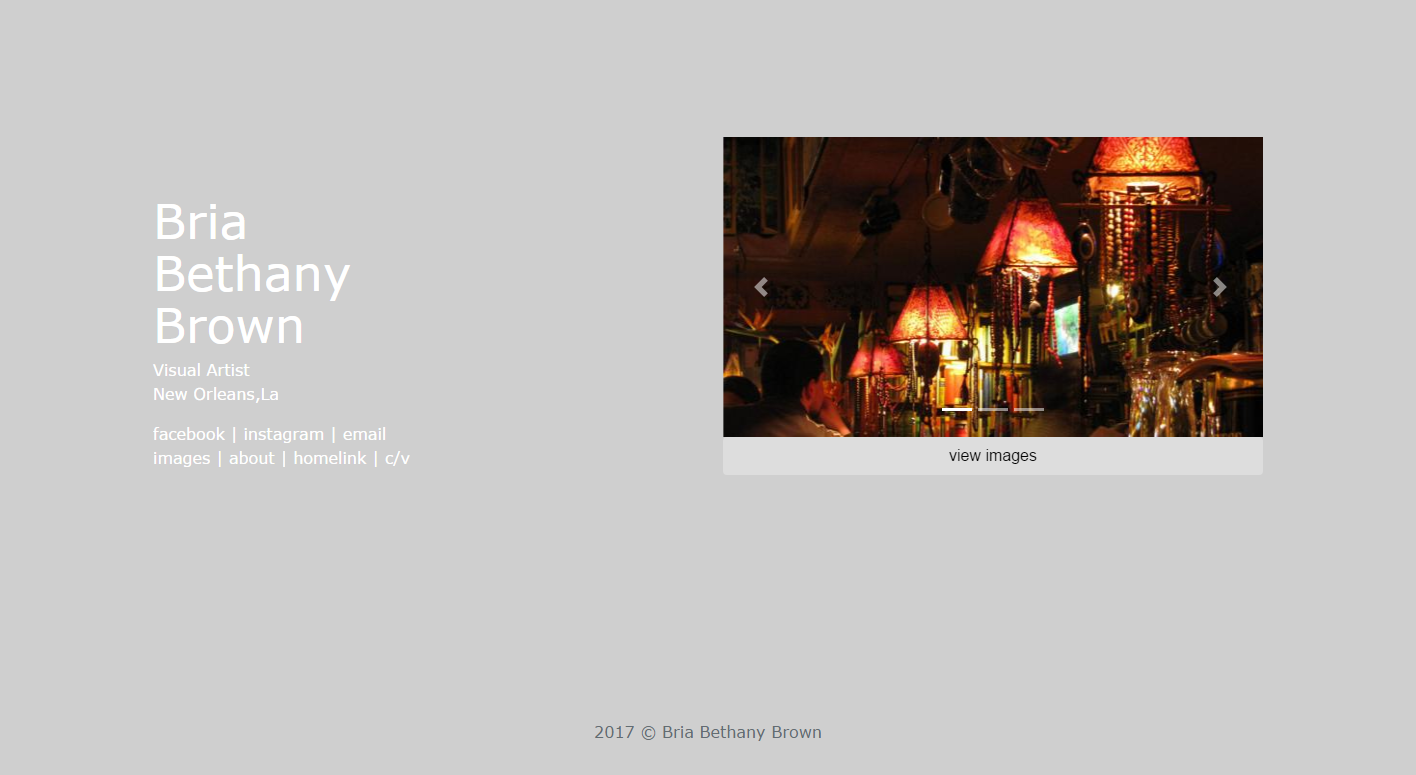 Bria
Bethany
Brown
Visual Artist
New Orleans,La
facebook | instagram | email
images | about | homelink | c/v
view images
2017 © Bria Bethany Brown